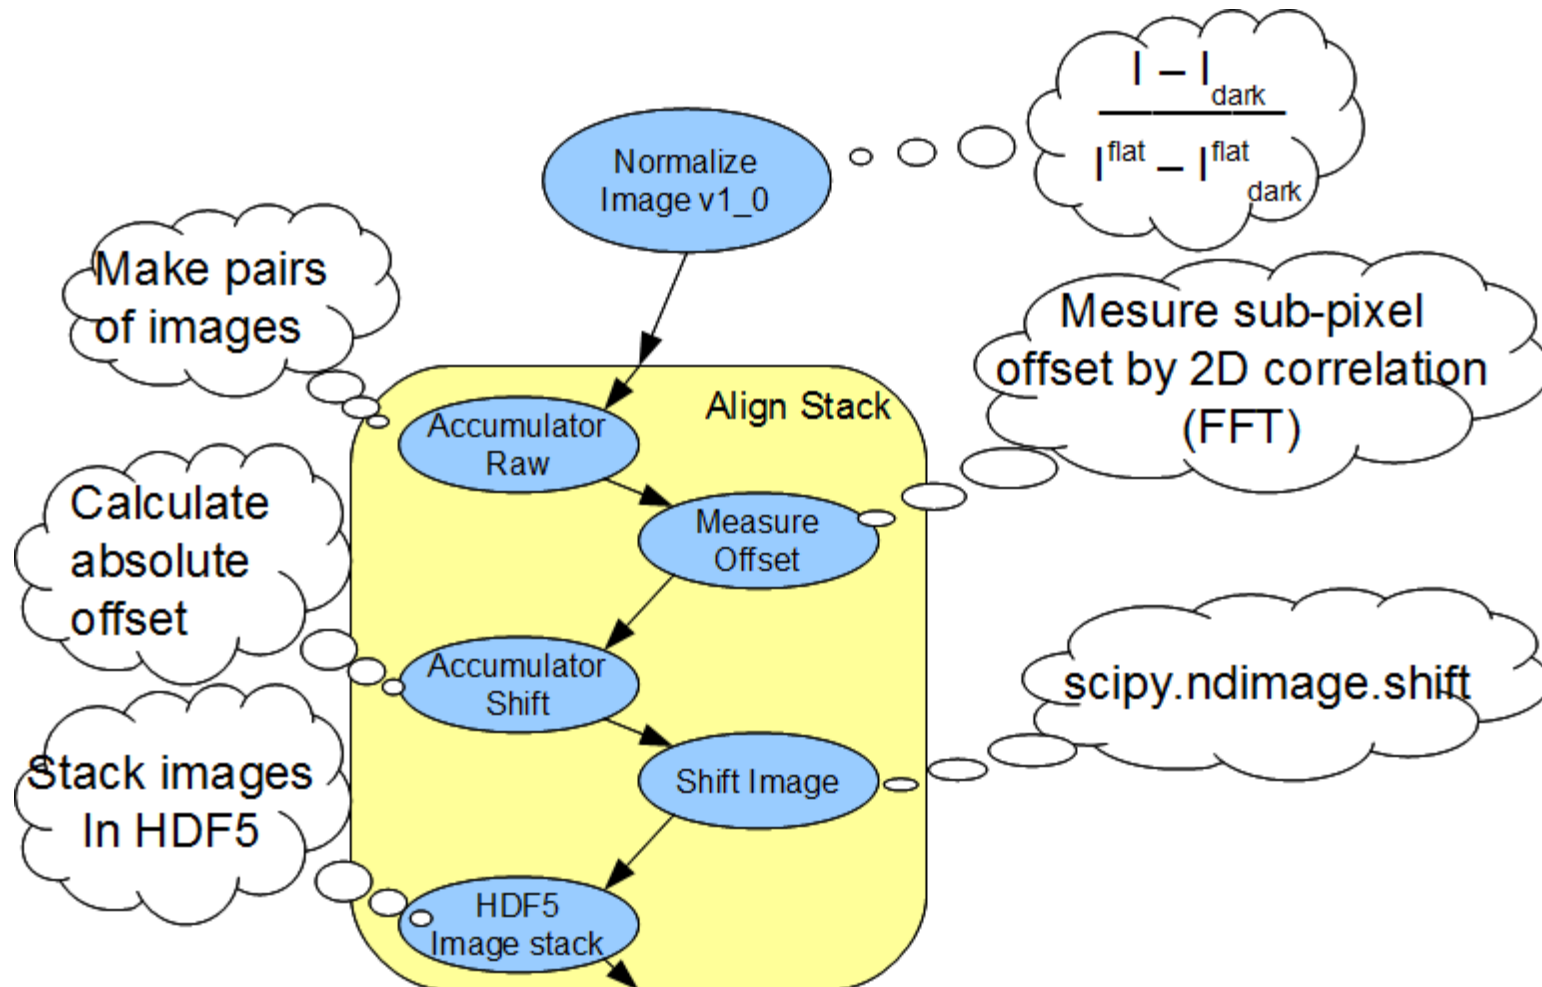 I – I dark
I flat – I flat dark
Normalize
Image v1_0
Make pairs
of images
Mesure sub-pixel
offset by 2D correlation
(FFT)
Align Stack
Accumulator
Raw
Measure
Offset
Calculate
absolute
offset
Accumulator
Shift
scipy.ndimage.shift
Shift Image
Stack images
In HDF5
HDF5
Image stack